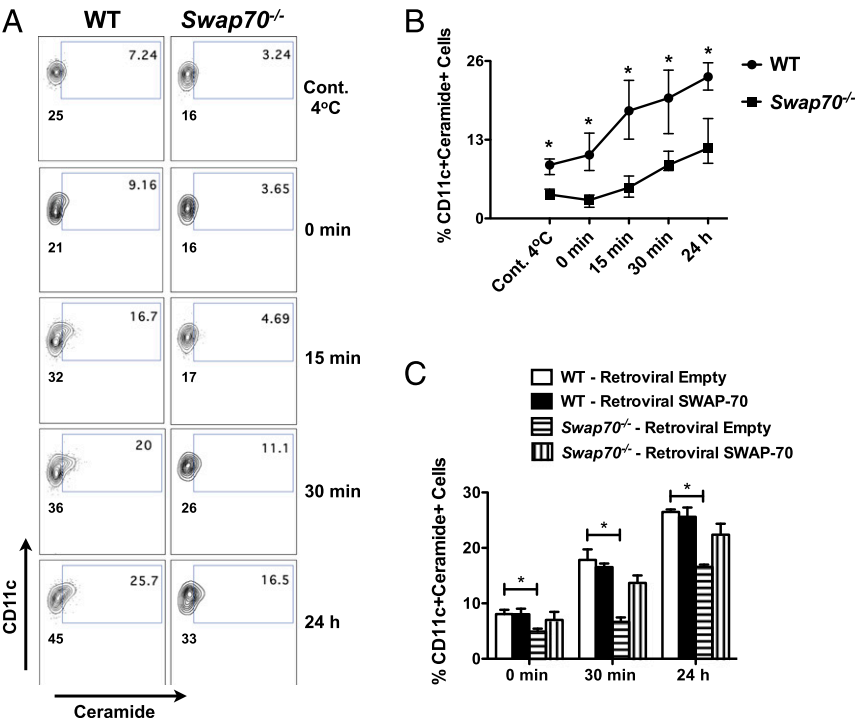 A
WT
Swap70-/-
7.24
25
3.24
16
Cont.
4oC
9.16
21
3.65
16
0 min
16.7
32
4.69
17
15 min
20
36
11.1
26
30 min
25.7
45
16.5
33
24 h
CD11c
Ceramide
B
% CD11c+Ceramide+ Cells
26
13
0
*
*
*
*
*
Cont. 4oC
0 min
15 min
30 min
24 h
WT
Swap70-/-
C
WT - Retroviral Empty
WT - Retroviral SWAP-70
Swap70-/- - Retroviral Empty
Swap70-/- - Retroviral SWAP-70
% CD11c+Ceramide+ Cells
30
20
10
0
*
*
*
0 min
30 min
24 h